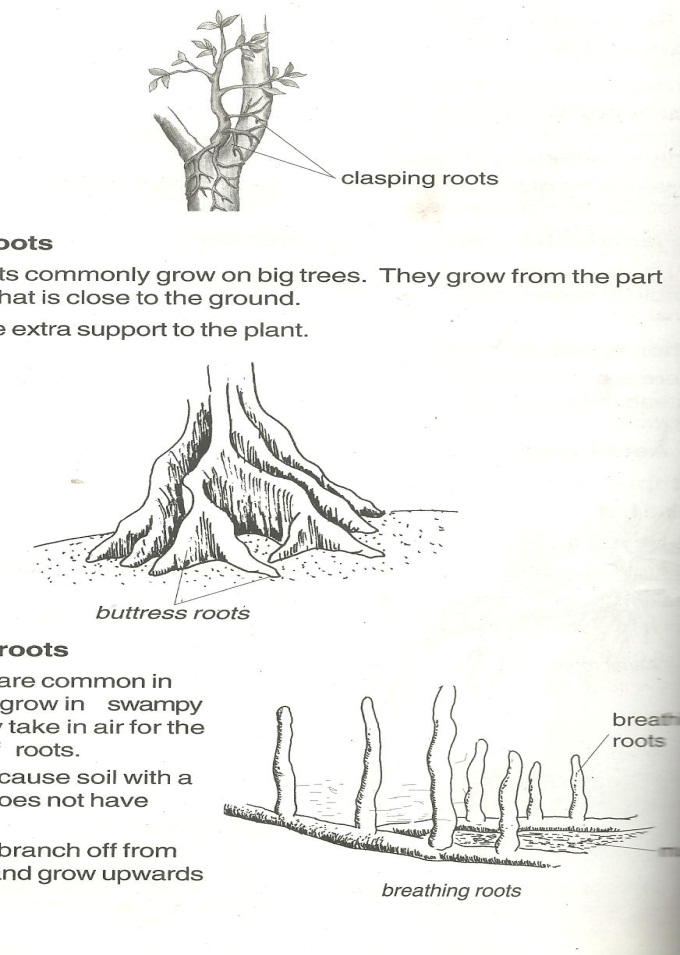 clasping roots
oots
ts commonly grow on big trees. They grow from the part
hat is close to the ground.
e extra support to the plant.
buttress roots
roots
are common in
grow in swampy
y take in air for the
roots.
cause soil with a
oes not have
branch off from
nd grow upwards
breath
roots
breathing roots